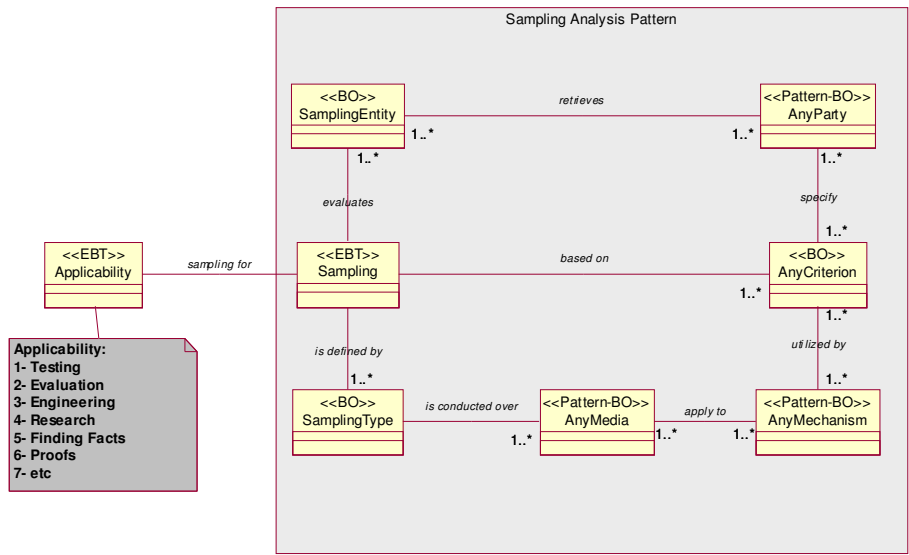 Sampling Analysis Pattern
<<BO>>
SamplingEntity
retrieves
<<Pattern-BO>>
AnyParty
1..*
1..*
1..*
1..*
evaluates
specify
1..*
<<EBT>>
Applicability
sampling for
<<EBT>>
Sampling
based on
<<BO>>
AnyCriterion
1..*
1..*
Applicability:
1- Testing
2- Evaluation
3- Engineering
4- Research
5- Finding Facts
6- Proofs
7- etc
is defined by
utilized by
1..*
1..*
<<BO>>
SamplingType
is conducted over
<<Pattern-BO>>
AnyMedia
apply to
<<Pattern-BO>>
AnyMechanism
1..*
1..*
1..*